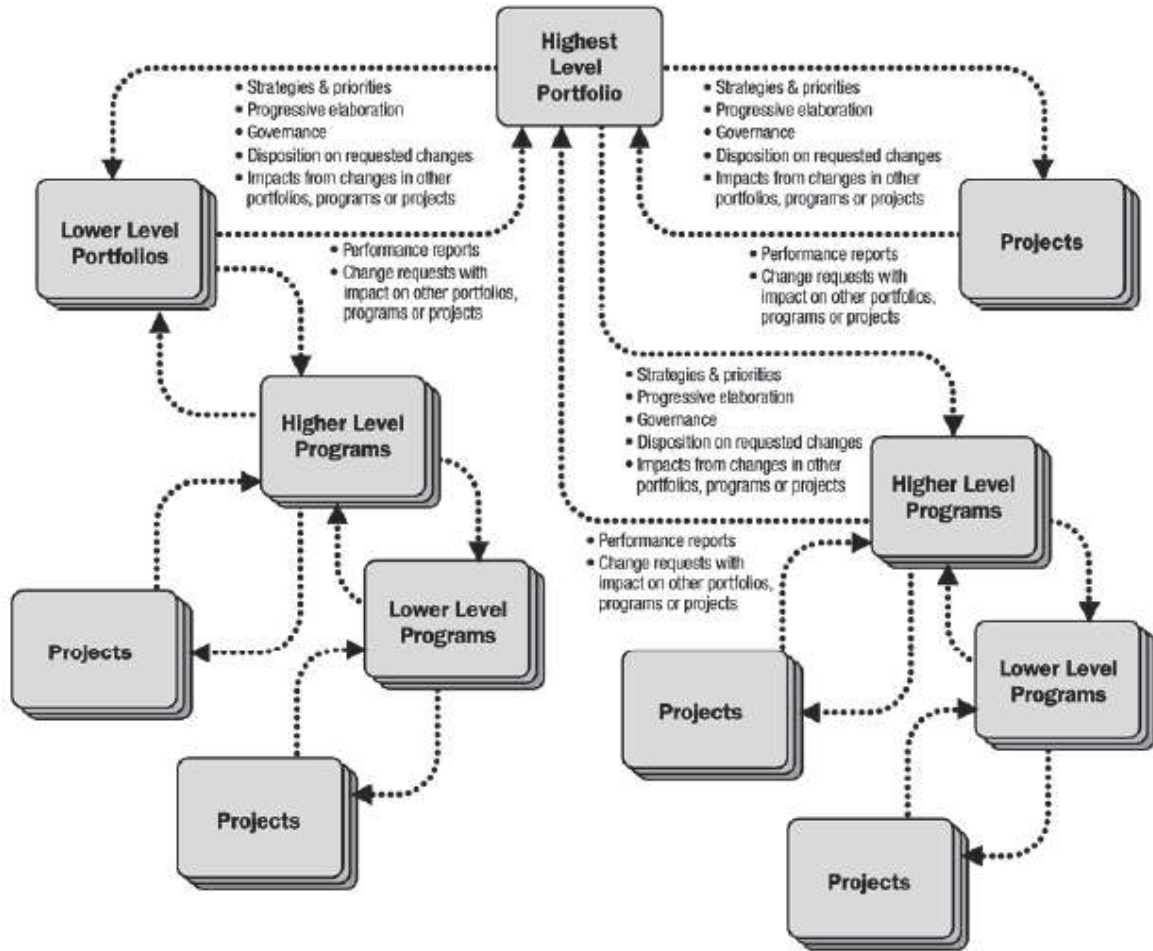 Highest
Level
Portfolio
• Strategies & priorities
• Progressive elaboration
• Governance
• Disposition on requested changes
• Impacts from changes in other
portfolios, programs or projects
• Strategies & priorities
• Progressive elaboration
• Governance
• Disposition on requested changes
• Impacts from changes in other
portfolios, programs or projects
Lower Level
Portfolios
Projects
• Performance reports
• Change requests with
impact on other portfolios,
programs or projects
• Performance reports
• Change requests with
impact on other portfolios,
programs or projects
• Strategies & priorities
• Progressive elaboration
• Governance
• Disposition on requested changes
• Impacts from changes in other
portfolios, programs or projects
Higher Level
Programs
Higher Level
Programs
• Performance reports
• Change requests with
impact on other portfolios,
programs or projects
Lower Level
Programs
Projects
Lower Level
Programs
Projects
Projects
Projects